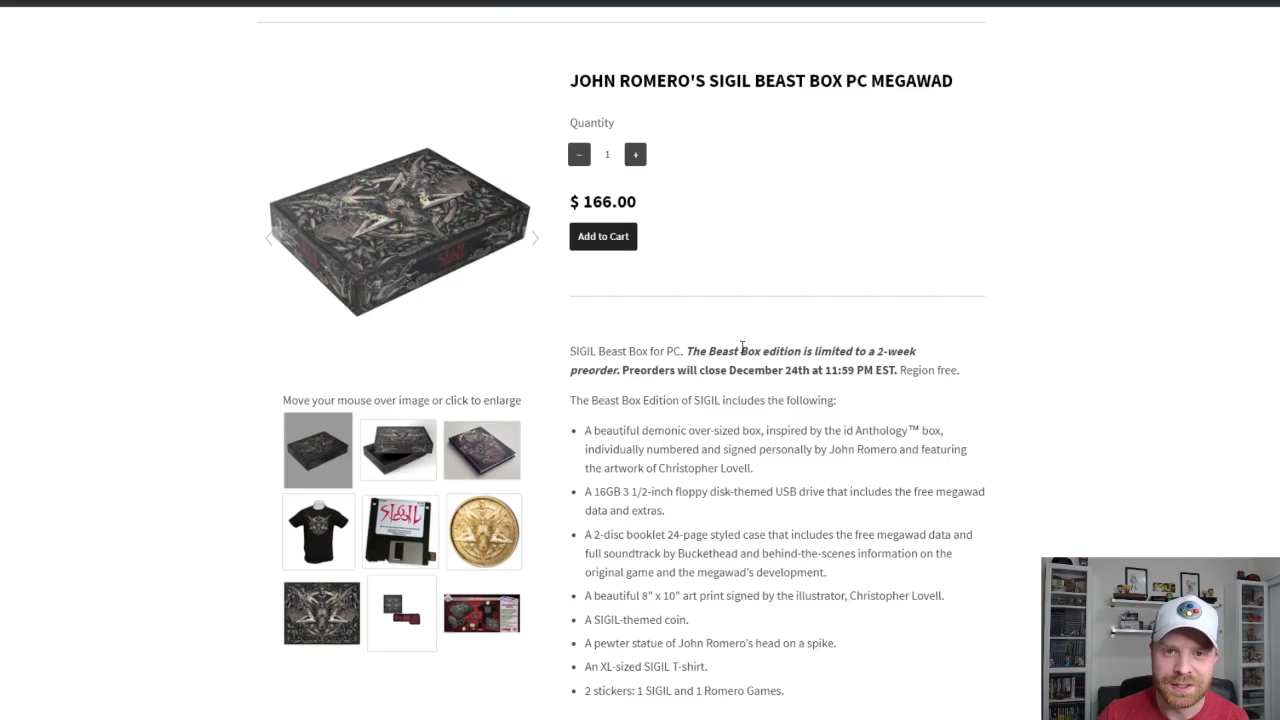 JOHN ROMERO'S SIGIL BEAST BOX PC MEGAWAD
Quantity
− 1 +
$ 166.00
Add to Cart
SIGIL Beast Box for PC. The Beast Box edition is limited to a 2-week
preorder. Preorders will close December 24th at 11:59 PM EST. Region free.
Move your mouse over image or click to enlarge
The Beast Box Edition of SIGIL includes the following:
• A beautiful demonic over-sized box, inspired by the id Anthology™ box,
individually numbered and signed personally by John Romero and featuring
the artwork of Christopher Lovell.
• A 16GB 3 1/2-inch floppy disk-themed USB drive that includes the free megawad
data and extras.
• A 2-disc booklet 24-page styled case that includes the free megawad data and
full soundtrack by Buckethead and behind-the-scenes information on the
original game and the megawad's development.
• A beautiful 8" x 10" art print signed by the illustrator, Christopher Lovell.
• A SIGIL-themed coin.
• A pewter statue of John Romero's head on a spike.
• An XL-sized SIGIL T-shirt.
• 2 stickers: 1 SIGIL and 1 Romero Games.
SIGIL
SIGIL